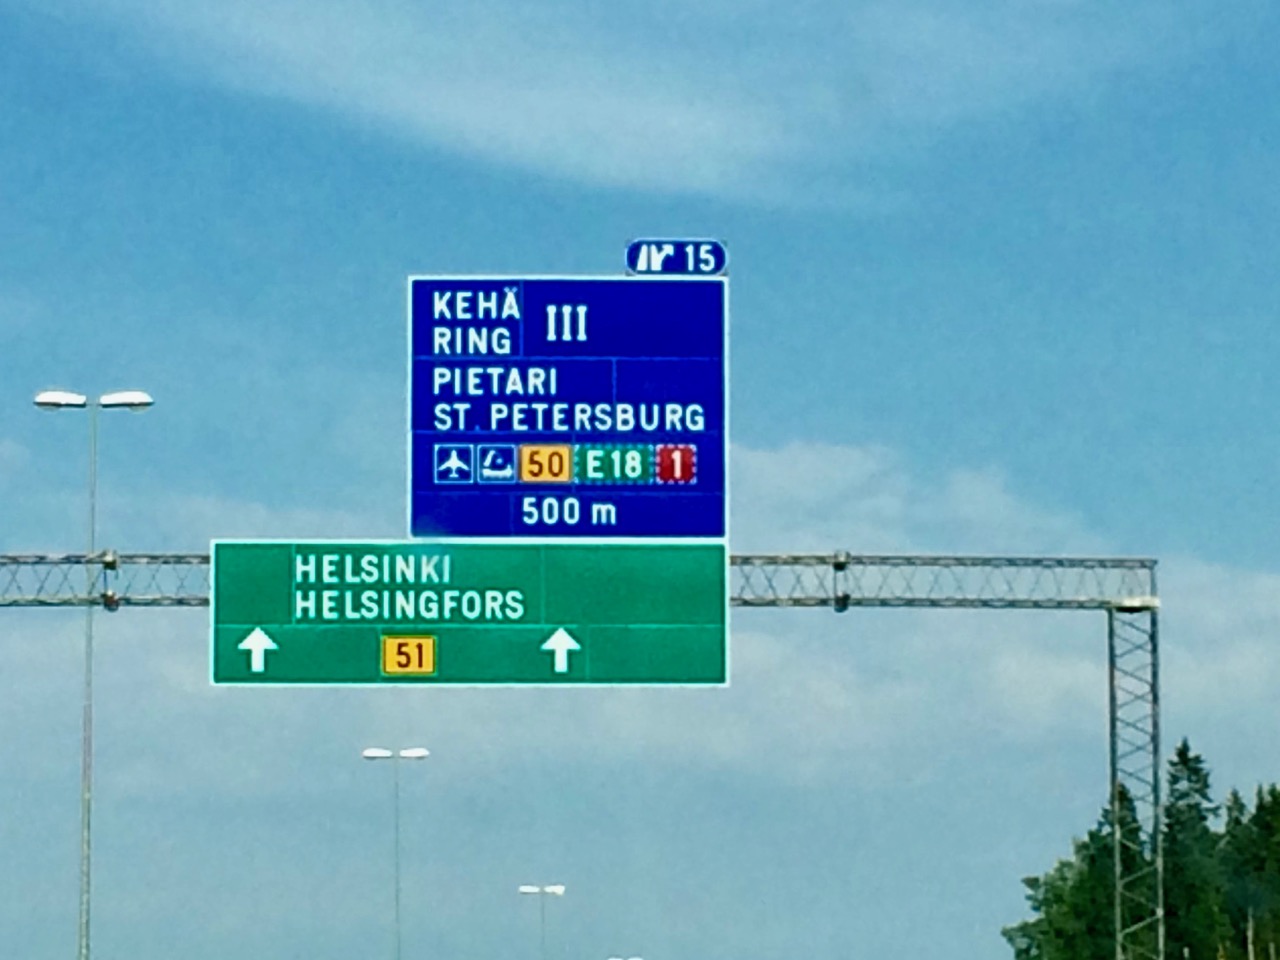 15
KEHÄ III
RING
PIETARI
ST. PETERSBURG
50 E18 1
500 m
HELSINKI
HELSINGFORS
51